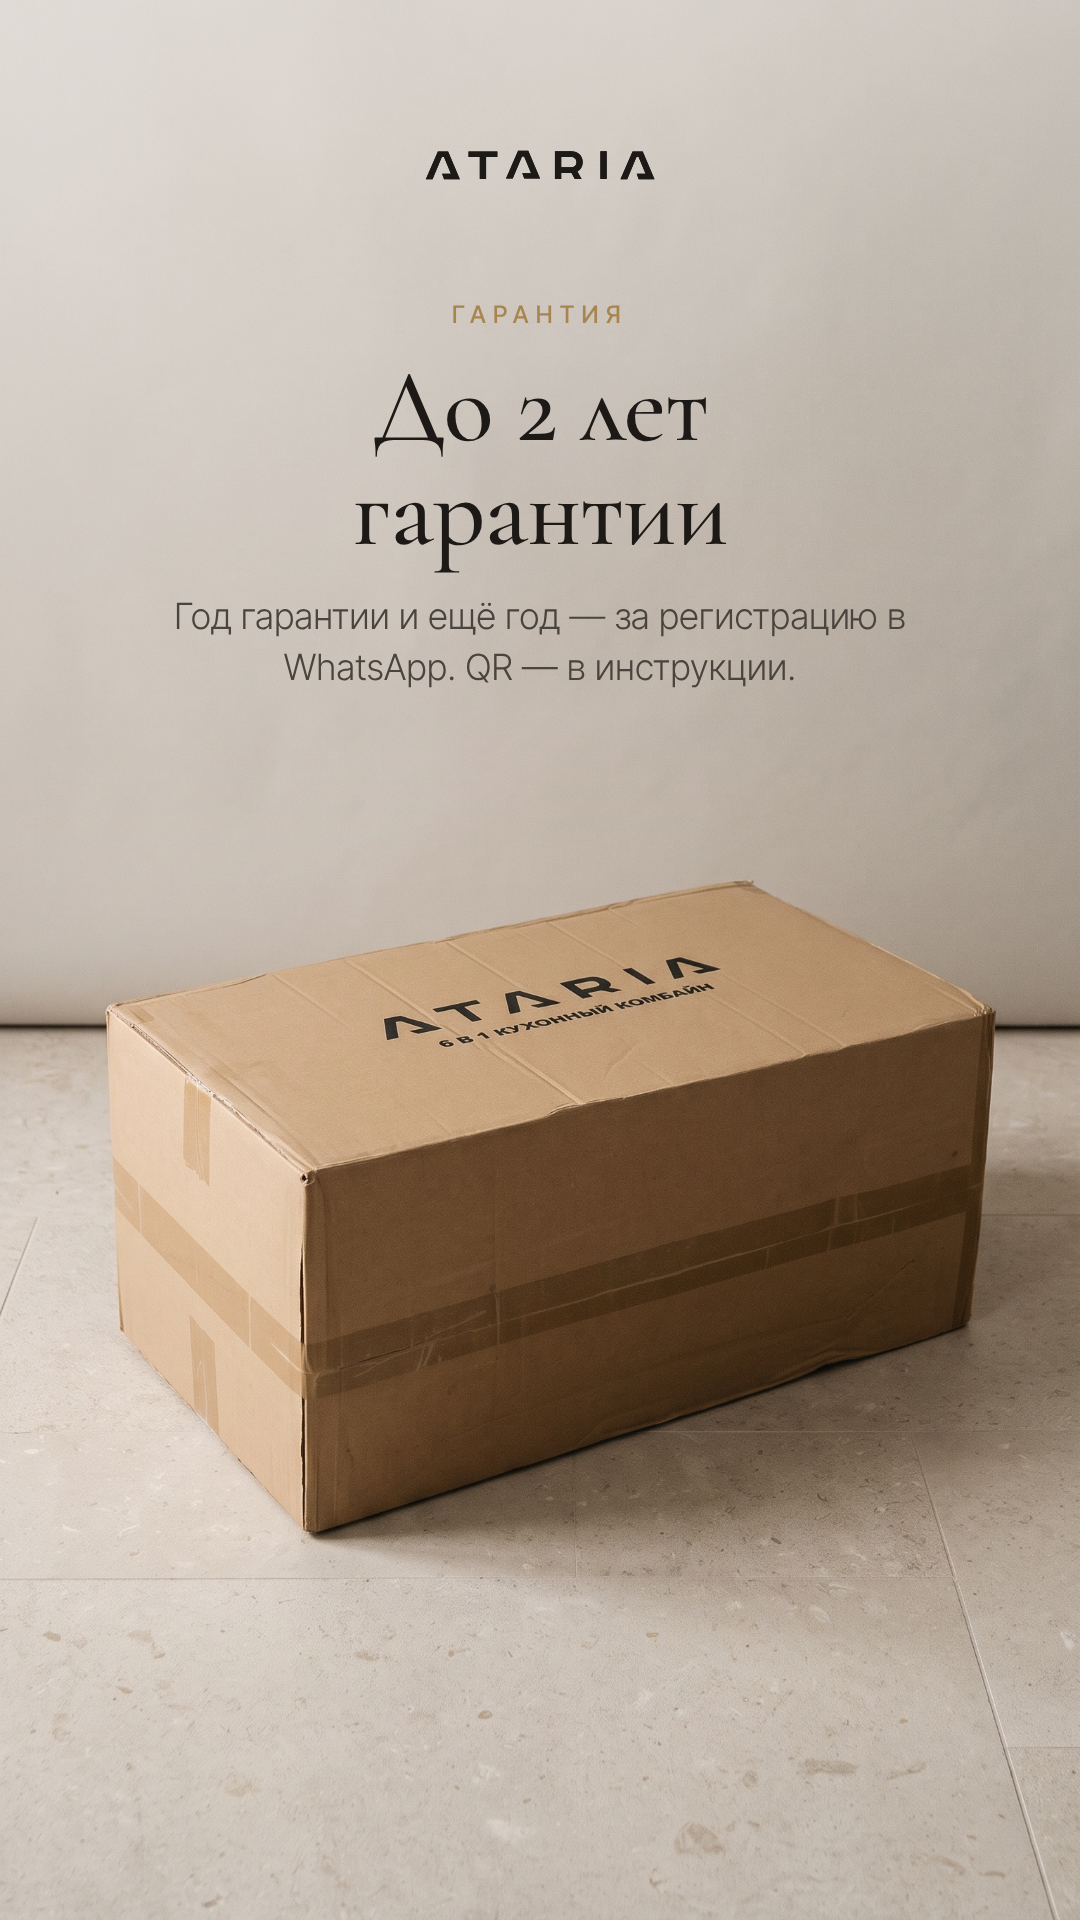 ATARIA
ГАРАНТИЯ
До 2 лет
гарантии
Год гарантии и ещё год — за регистрацию в
WhatsApp. QR — в инструкции.
ATARIA
6 В 1 КУХОННЫЙ КОМБАЙН